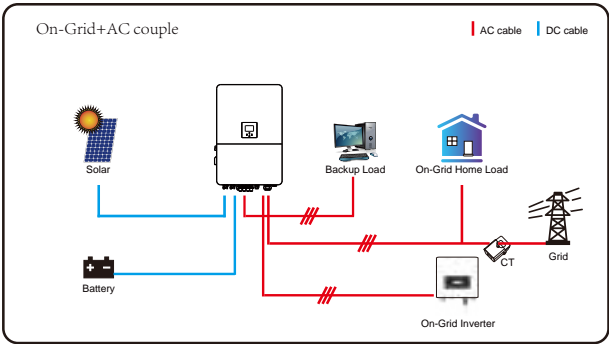 On-Grid+AC couple
AC cable
DC cable
Solar
Backup Load
On-Grid Home Load
Battery
CT
Grid
On-Grid Inverter